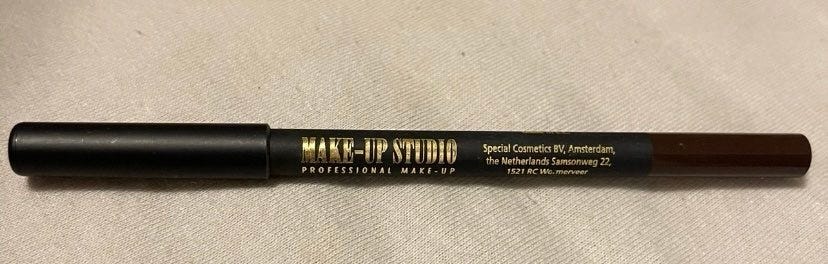 MAKE-UP STUDIO
PROFESSIONAL MAKE-UP
Special Cosmetics BV, Amsterdam,
the Netherlands Samsonweg 22,
1521 RC